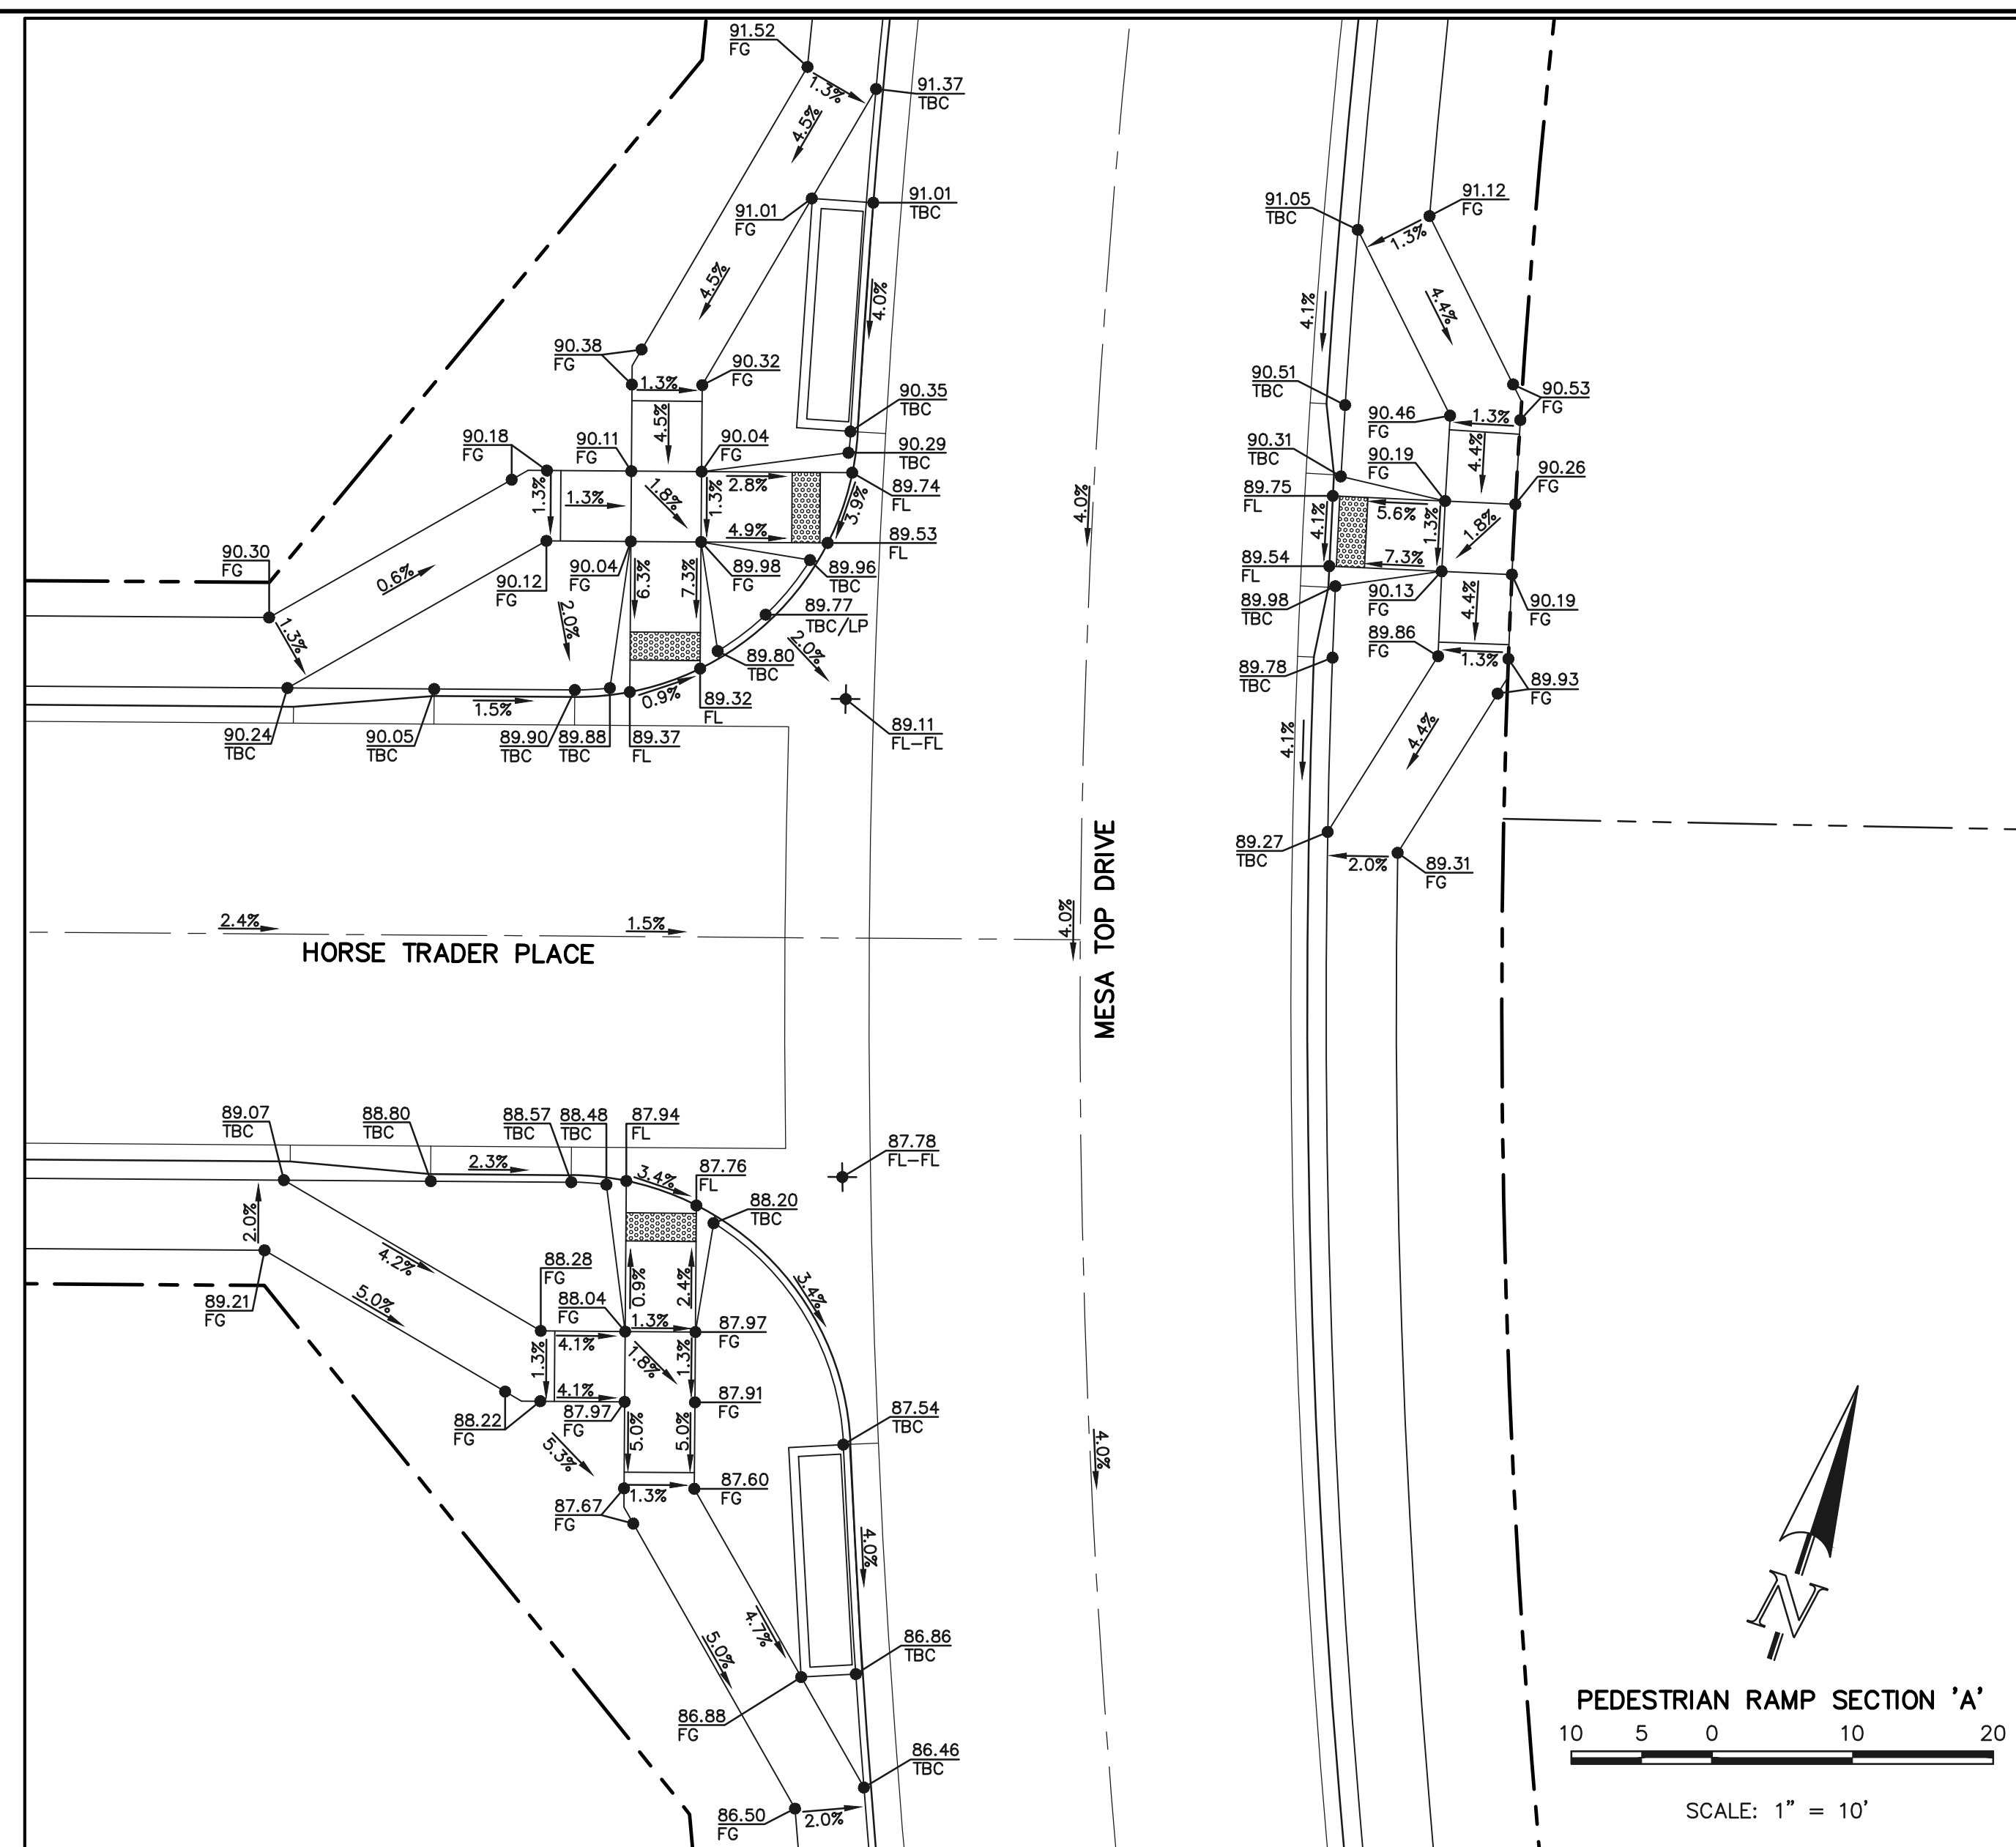 91.52
FG
1.3%
91.37
TBC
4.5%
91.01
FG
91.01
TBC
4.5%
4.0%
90.38
FG
1.3%
90.32
FG
90.35
TBC
4.5%
90.29
TBC
90.18
FG
90.11
FG
90.04
FG
1.3%
1.3%
1.8%
1.3%
2.8%
89.74
FL
3.9%
4.9%
89.53
FL
90.30
FG
0.6%
90.12
FG
90.04
FG
6.3%
7.3%
89.98
FG
89.96
TBC
89.77
TBC/LP
1.3%
2.0%
2.0%
89.80
TBC
0.9%
89.32
FL
1.5%
90.24
TBC
90.05
TBC
89.90
TBC
89.88
TBC
89.37
FL
89.11
FL-FL
4.0%
91.05
TBC
91.12
FG
1.3%
4.1%
4.4%
90.51
TBC
90.53
FG
90.46
FG
1.3%
90.31
TBC
90.19
FG
4.4%
90.26
FG
89.75
FL
5.6%
4.1%
1.3%
1.8%
7.3%
89.54
FL
89.98
TBC
90.13
FG
4.4%
90.19
FG
89.86
FG
1.3%
89.78
TBC
89.93
FG
4.1%
4.4%
89.27
TBC
2.0%
89.31
FG
2.4%
1.5%
4.0%
HORSE TRADER PLACE
MESA TOP DRIVE
89.07
TBC
88.80
TBC
88.57
TBC
88.48
TBC
87.94
FL
87.78
FL-FL
2.3%
3.4%
87.76
FL
88.20
TBC
2.0%
4.2%
88.28
FG
0.9%
2.4%
3.4%
89.21
FG
5.0%
88.04
FG
1.3%
87.97
FG
4.1%
1.3%
1.8%
1.3%
4.1%
88.22
FG
87.97
FG
87.91
FG
87.54
TBC
5.0%
5.0%
5.3%
4.0%
87.67
FG
1.3%
87.60
FG
4.0%
5.0%
4.7%
86.86
TBC
86.88
FG
86.46
TBC
86.50
FG
2.0%
N
PEDESTRIAN RAMP SECTION 'A'
10 5 0 10 20
SCALE: 1" = 10'